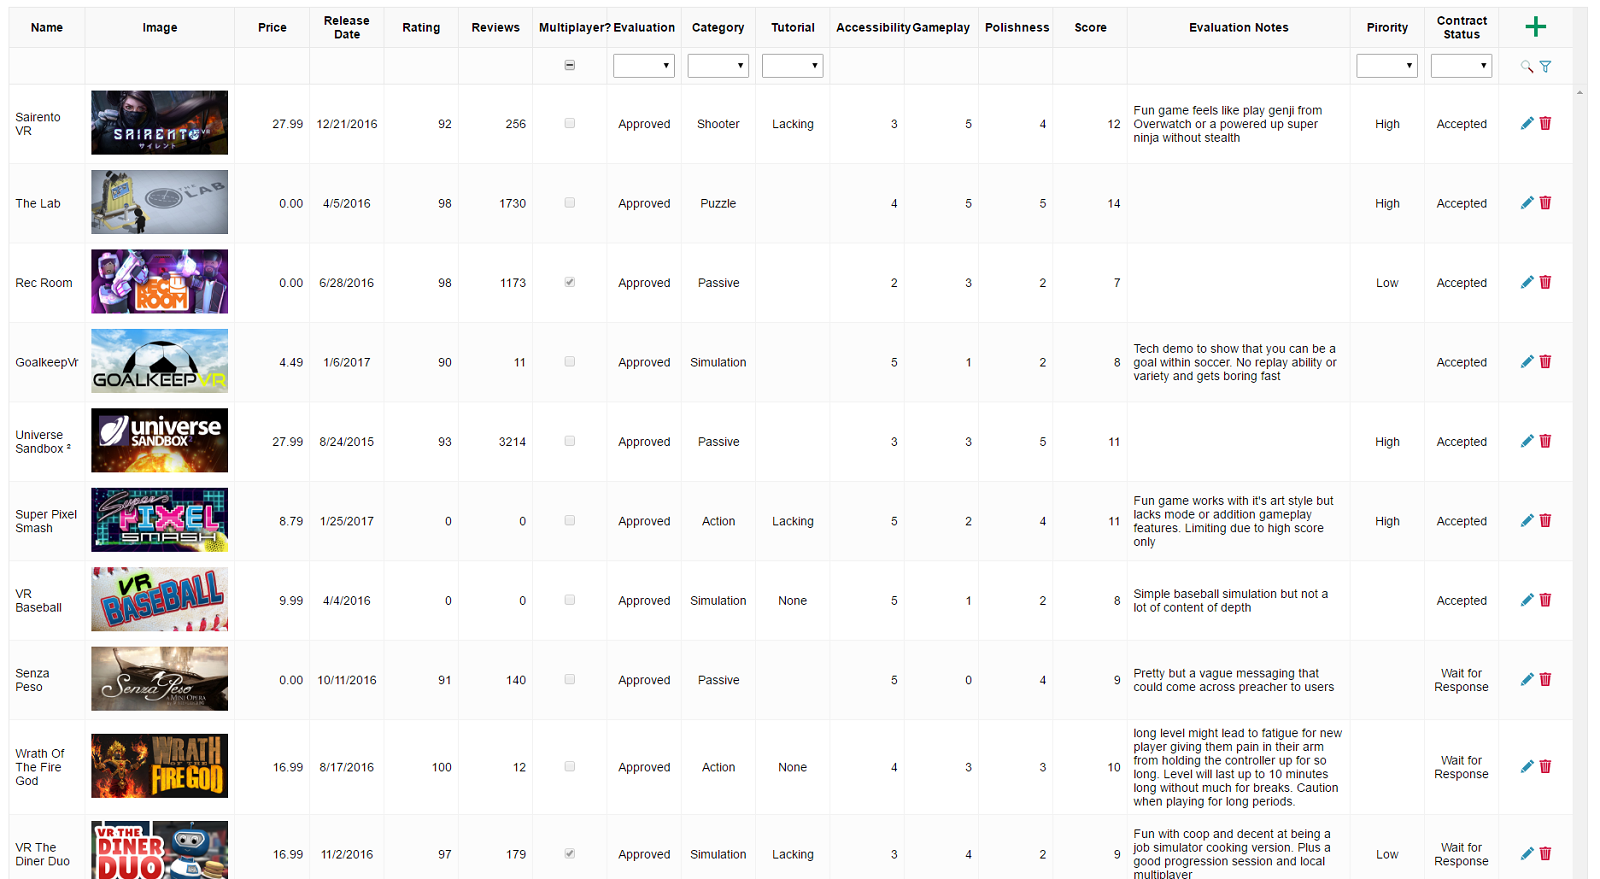 Name Image Price Release Date Rating Reviews Multiplayer? Evaluation Category Tutorial Accessibility Gameplay Polishness Score Evaluation Notes Pirority Contract Status
Sairento VR
SAIRENTO VR
サイレント
27.99 12/21/2016 92 256 Approved Shooter Lacking 3 5 4 12
Fun game feels like play genji from
Overwatch or a powered up super
ninja without stealth
High Accepted
The Lab
THE LAB
0.00 4/5/2016 98 1730 Approved Puzzle 4 5 5 14 High Accepted
Rec Room
REC ROOM
0.00 6/28/2016 98 1173 Approved Passive 2 3 2 7 Low Accepted
GoalkeepVr
GOALKEEPVR
4.49 1/6/2017 90 11 Approved Simulation 5 1 2 8
Tech demo to show that you can be a
goal within soccer. No replay ability or
variety and gets boring fast
Accepted
Universe
Sandbox ²
universe
SANDBOX²
27.99 8/24/2015 93 3214 Approved Passive 3 3 5 11 High Accepted
Super Pixel
Smash
Super
PIXEL
SMASH
8.79 1/25/2017 0 0 Approved Action Lacking 5 2 4 11
Fun game works with it's art style but
lacks mode or addition gameplay
features. Limiting due to high score
only
High Accepted
VR
Baseball
VR
BASEBALL
9.99 4/4/2016 0 0 Approved Simulation None 5 1 2 8
Simple baseball simulation but not a
lot of content of depth
Accepted
Senza
Peso
Senza Peso
A MINI OPERA
0.00 10/11/2016 91 140 Approved Passive 5 0 4 9
Pretty but a vague messaging that
could come across preacher to users
Wait for
Response
Wrath Of
The Fire
God
WRATH
OF THE
FIRE GOD
16.99 8/17/2016 100 12 Approved Action None 4 3 3 10
long level might lead to fatigue for new
player giving them pain in their arm
from holding the controller up for so
long. Level will last up to 10 minutes
long without much for breaks. Caution
when playing for long periods.
Wait for
Response
VR The
Diner Duo
VR THE
DINER
DUO
16.99 11/2/2016 97 179 Approved Simulation Lacking 3 4 2 9
Fun with coop and decent at being a
job simulator cooking version. Plus a
good progression session and local
multiplayer
Low
Wait for
Response